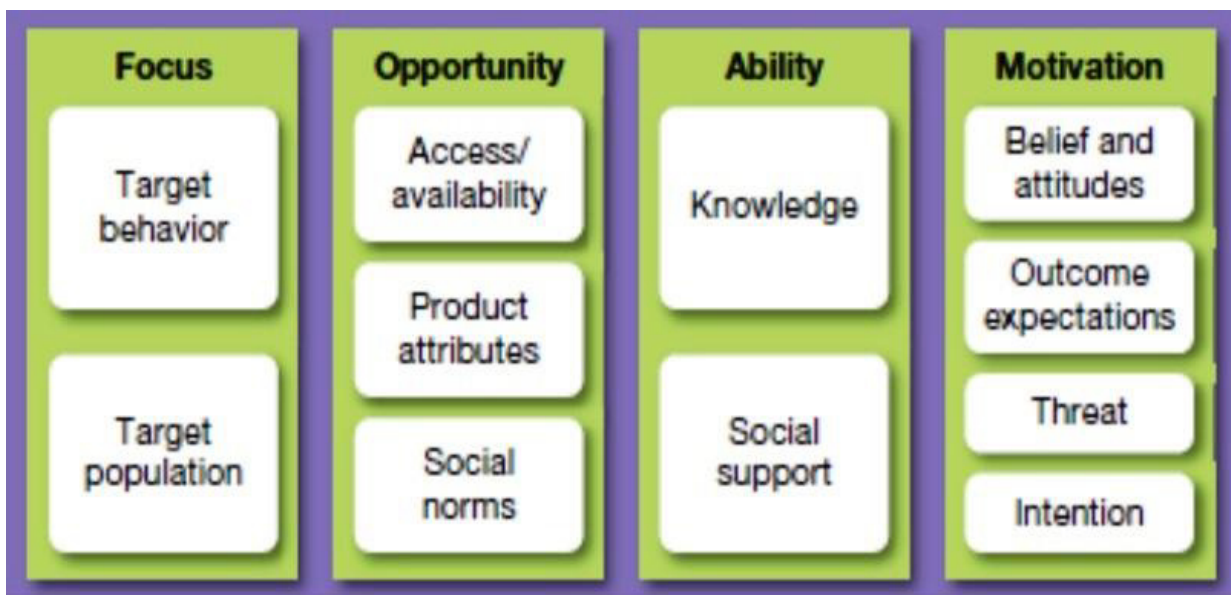 Focus
Target
behavior
Target
population
Opportunity
Access/
availability
Product
attributes
Social
norms
Ability
Knowledge
Social
support
Motivation
Belief and
attitudes
Outcome
expectations
Threat
Intention